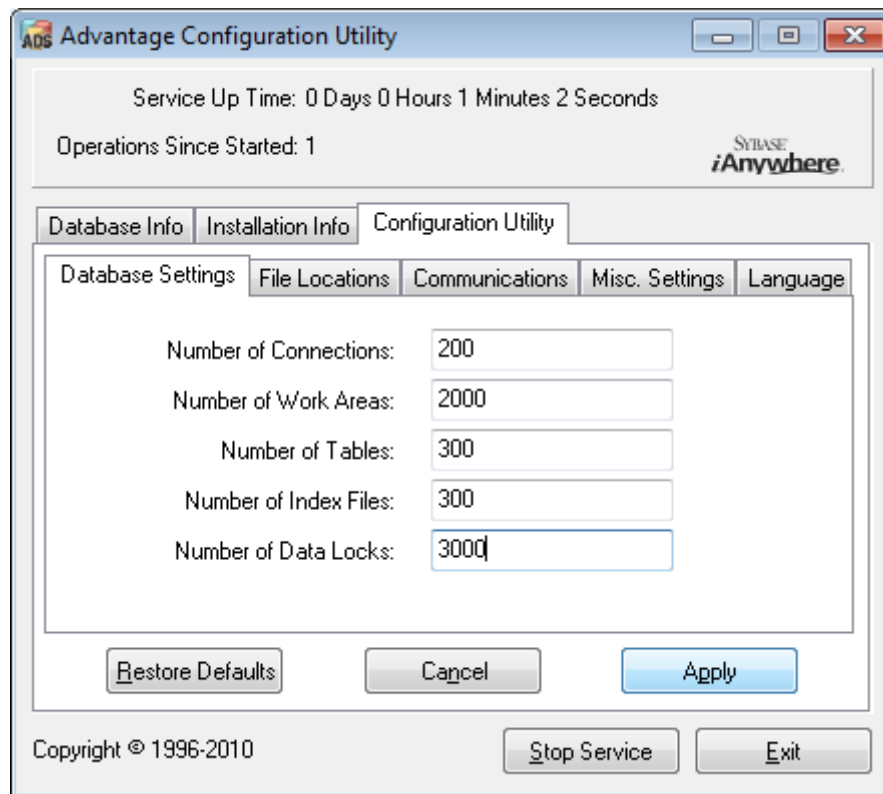 ADS Advantage Configuration Utility
Service Up Time: 0 Days 0 Hours 1 Minutes 2 Seconds
Operations Since Started: 1
SYBASE
iAnywhere.
Database Info Installation Info Configuration Utility
Database Settings File Locations Communications Misc. Settings Language
Number of Connections: 200
Number of Work Areas: 2000
Number of Tables: 300
Number of Index Files: 300
Number of Data Locks: 3000
Restore Defaults Cancel Apply
Copyright © 1996-2010 Stop Service Exit